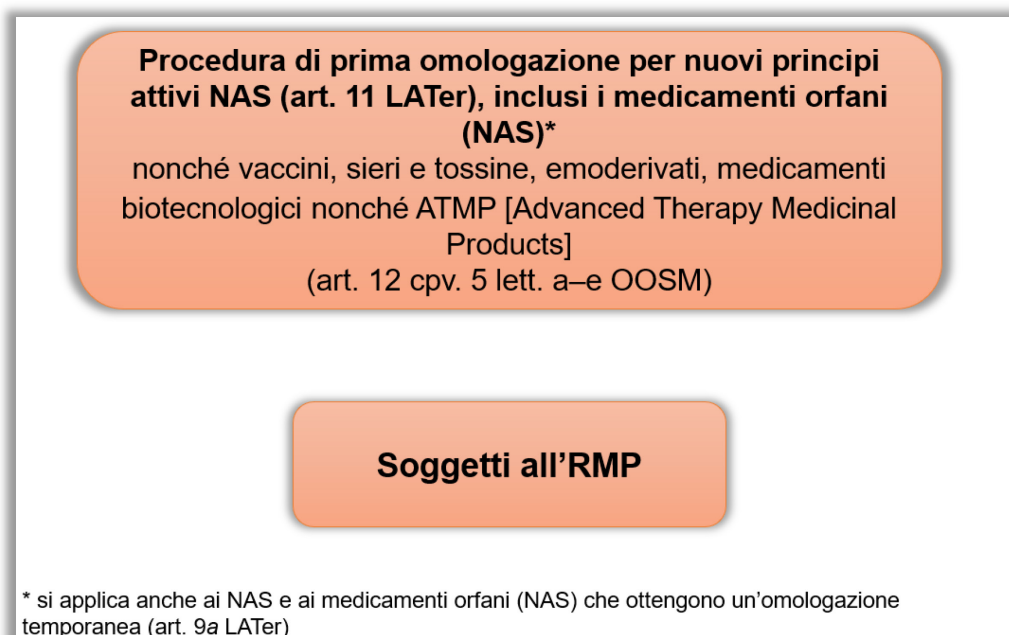 Procedura di prima omologazione per nuovi principi
attivi NAS (art. 11 LATer), inclusi i medicamenti orfani
(NAS)*
nonché vaccini, sieri e tossine, emoderivati, medicamenti
biotecnologici nonché ATMP [Advanced Therapy Medicinal
Products]
(art. 12 cpv. 5 lett. a–e OOSM)
Soggetti all’RMP
* si applica anche ai NAS e ai medicamenti orfani (NAS) che ottengono un’omologazione
temporanea (art. 9a LATer)